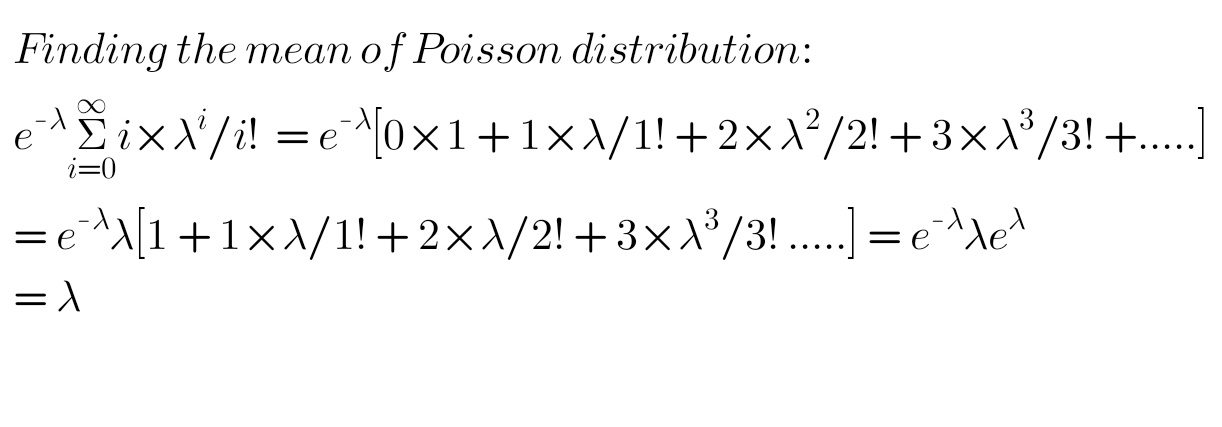 Finding the mean of Poisson distribution:
e^{-λ} Σ_{i=0}^{∞} i×λ^i/i! = e^{-λ}[0×1 + 1×λ/1! + 2×λ^2/2! + 3×λ^3/3! +.....]
= e^{-λ}λ[1 + 1×λ/1! + 2×λ/2! + 3×λ^3/3! .....] = e^{-λ}λe^λ
= λ